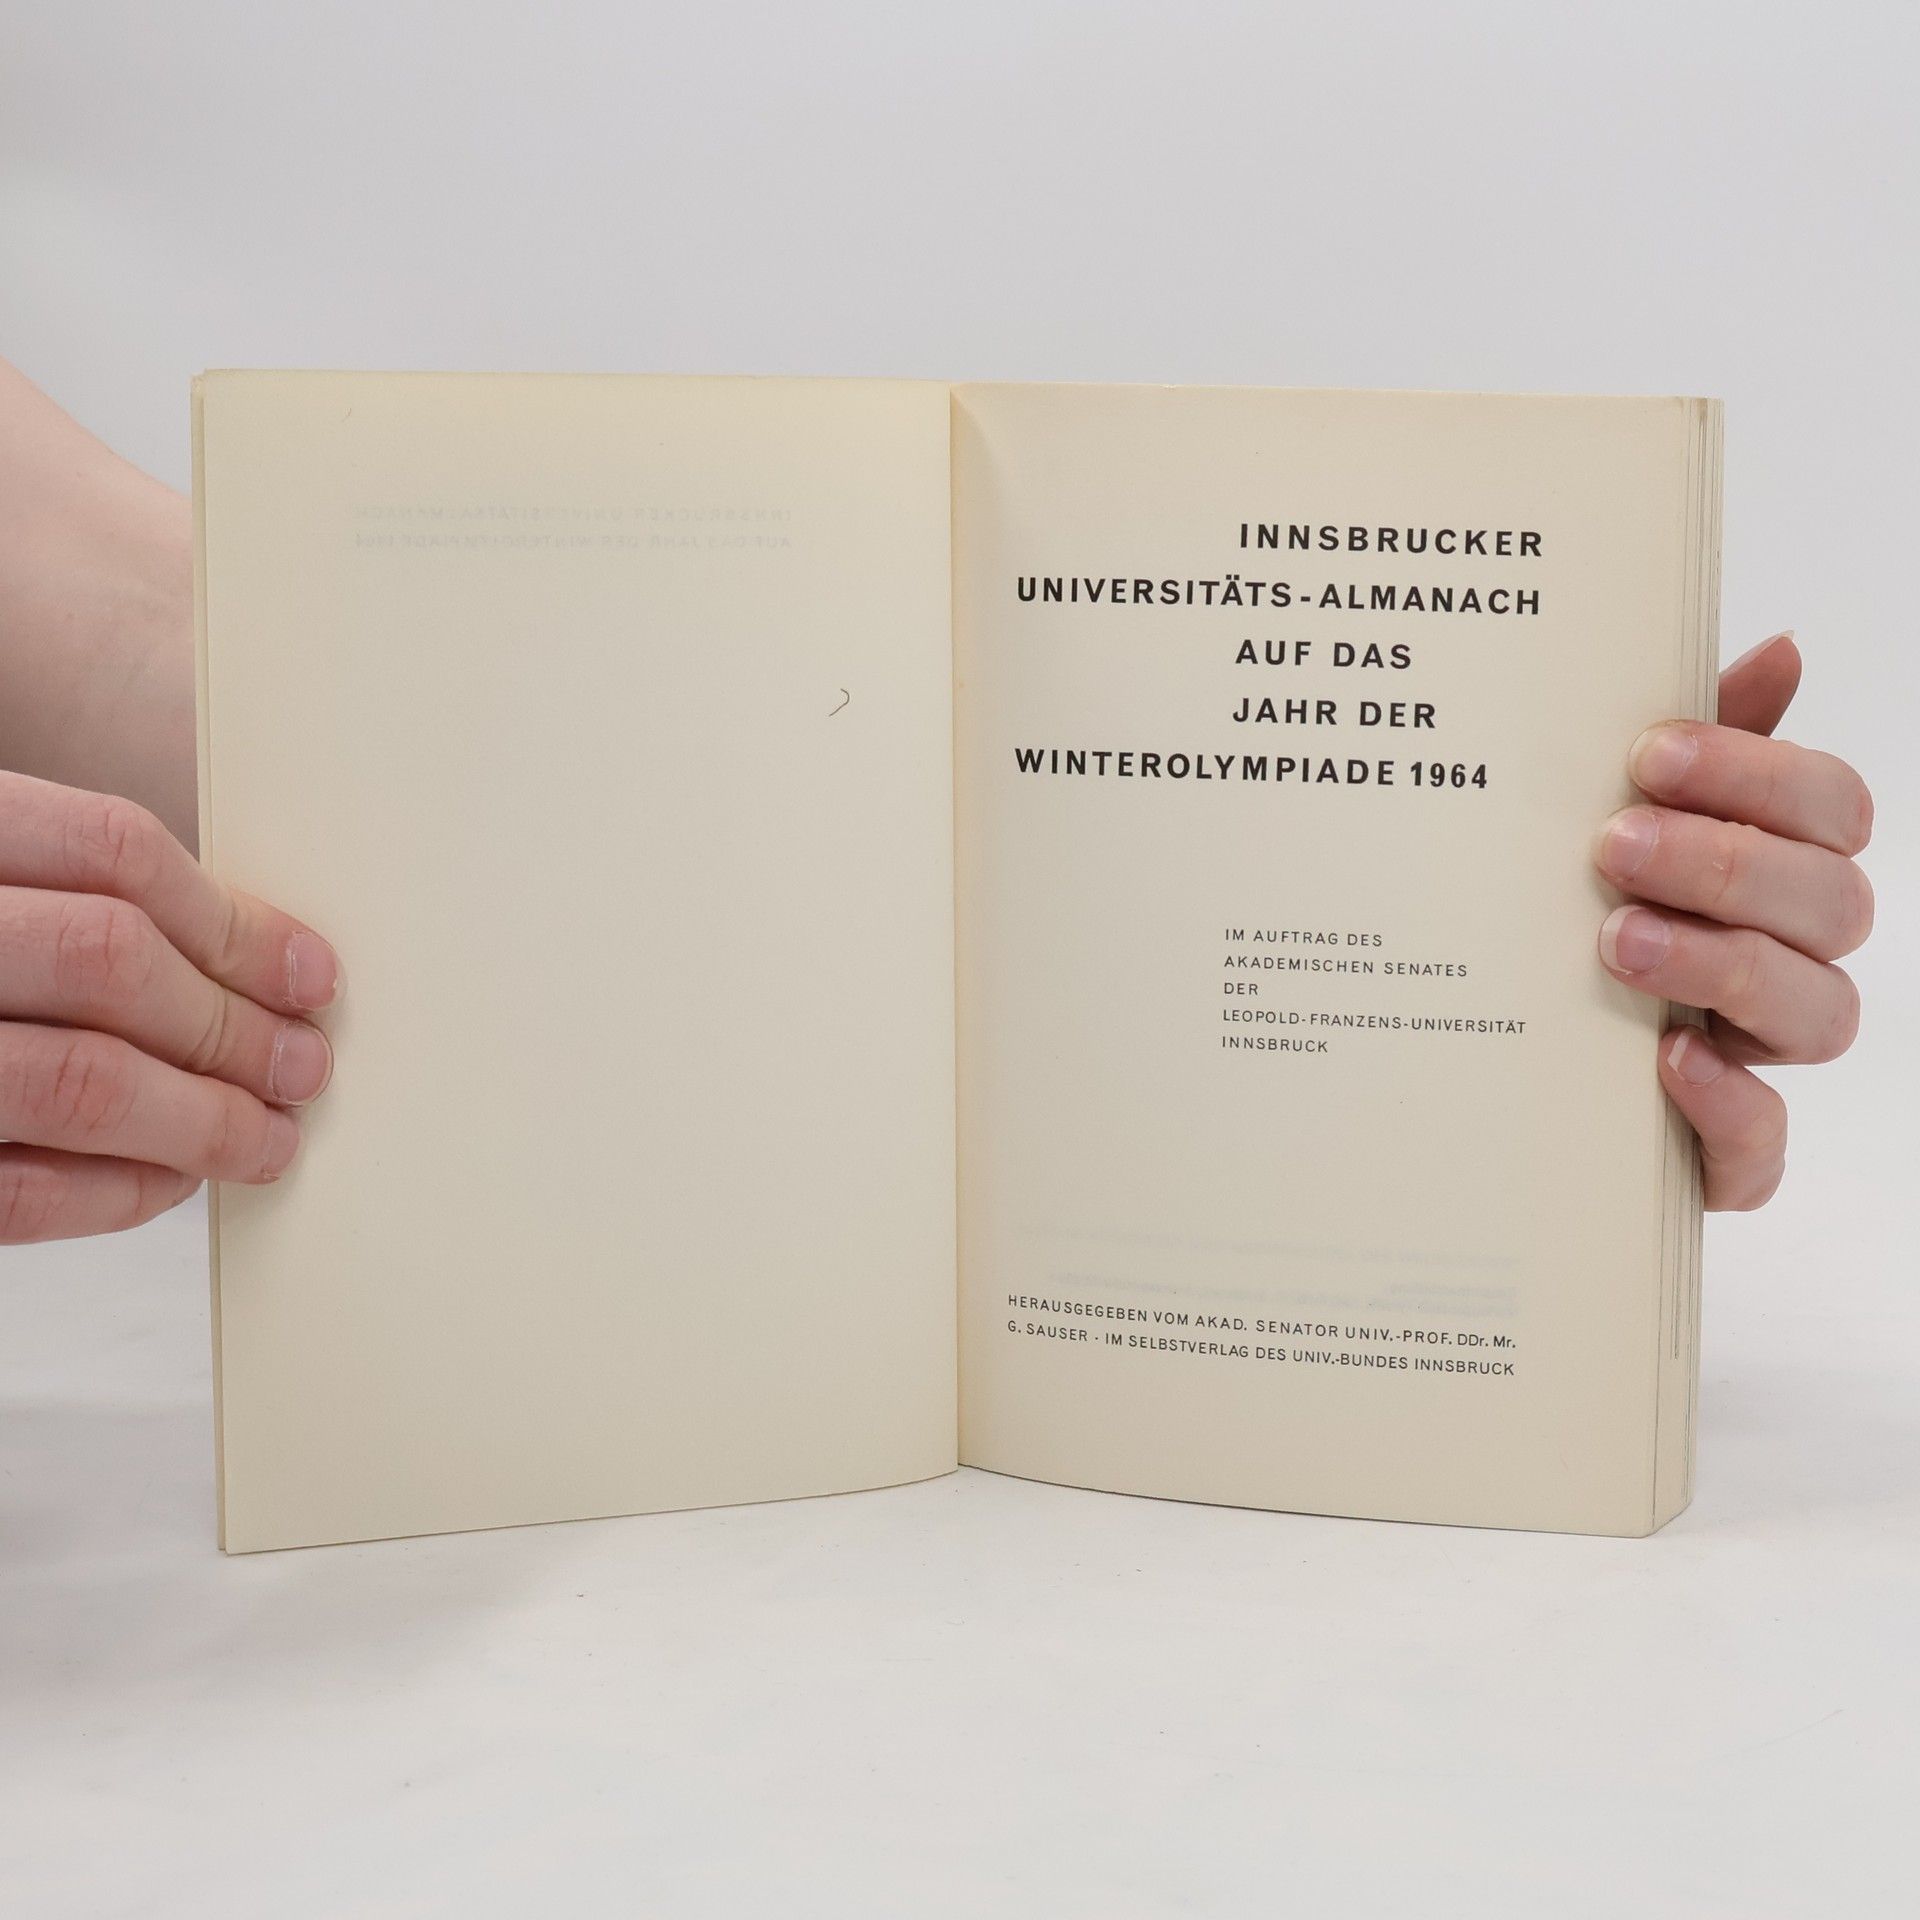 INNSBRUCKER
UNIVERSITÄTS-ALMANACH
AUF DAS
JAHR DER
WINTEROLYMPIADE 1964
IM AUFTRAG DES
AKADEMISCHEN SENATES
DER
LEOPOLD-FRANZENS-UNIVERSITÄT
INNSBRUCK
HERAUSGEGEBEN VOM AKAD. SENATOR UNIV.-PROF. DDr. Mr.
G. SAUSER · IM SELBSTVERLAG DES UNIV.-BUNDES INNSBRUCK